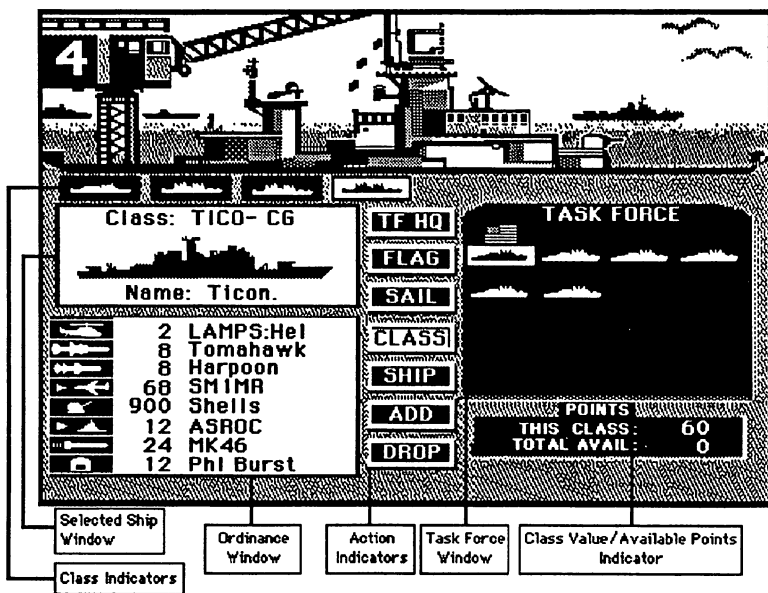 4
Class: TICO- CG
Name: Ticon.
2 LAMPS:Hel
8 Tomahawk
8 Harpoon
68 SM1MR
900 Shells
12 ASROC
24 MK46
12 Phl Burst
TF HQ
FLAG
SAIL
CLASS
SHIP
ADD
DROP
TASK FORCE
POINTS
THIS CLASS: 60
TOTAL AVAIL: 0
Selected Ship
Window
Class Indicators
Ordinance
Window
Action
Indicators
Task Force
Window
Class Value/Available Points
Indicator